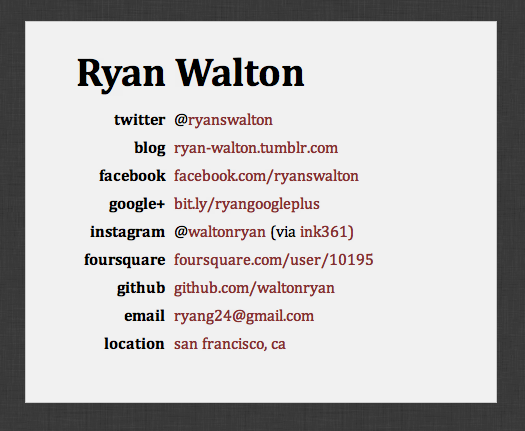 Ryan Walton
twitter @ryanswalton
blog ryan-walton.tumblr.com
facebook facebook.com/ryanswalton
google+ bit.ly/ryangoogleplus
instagram @waltonryan (via ink361)
foursquare foursquare.com/user/10195
github github.com/waltonryan
email ryang24@gmail.com
location san francisco, ca